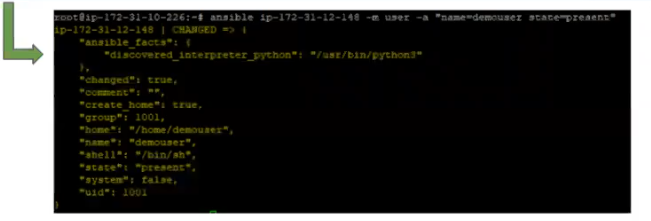 root@ip-172-31-10-226:~# ansible ip-172-31-12-148 -m user -a "name=demouser state=present"
ip-172-31-12-148 | CHANGED => {
    "ansible_facts": {
        "discovered_interpreter_python": "/usr/bin/python3"
    },
    "changed": true,
    "comment": "",
    "create_home": true,
    "group": 1001,
    "home": "/home/demouser",
    "name": "demouser",
    "shell": "/bin/sh",
    "state": "present",
    "system": false,
    "uid": 1001
}